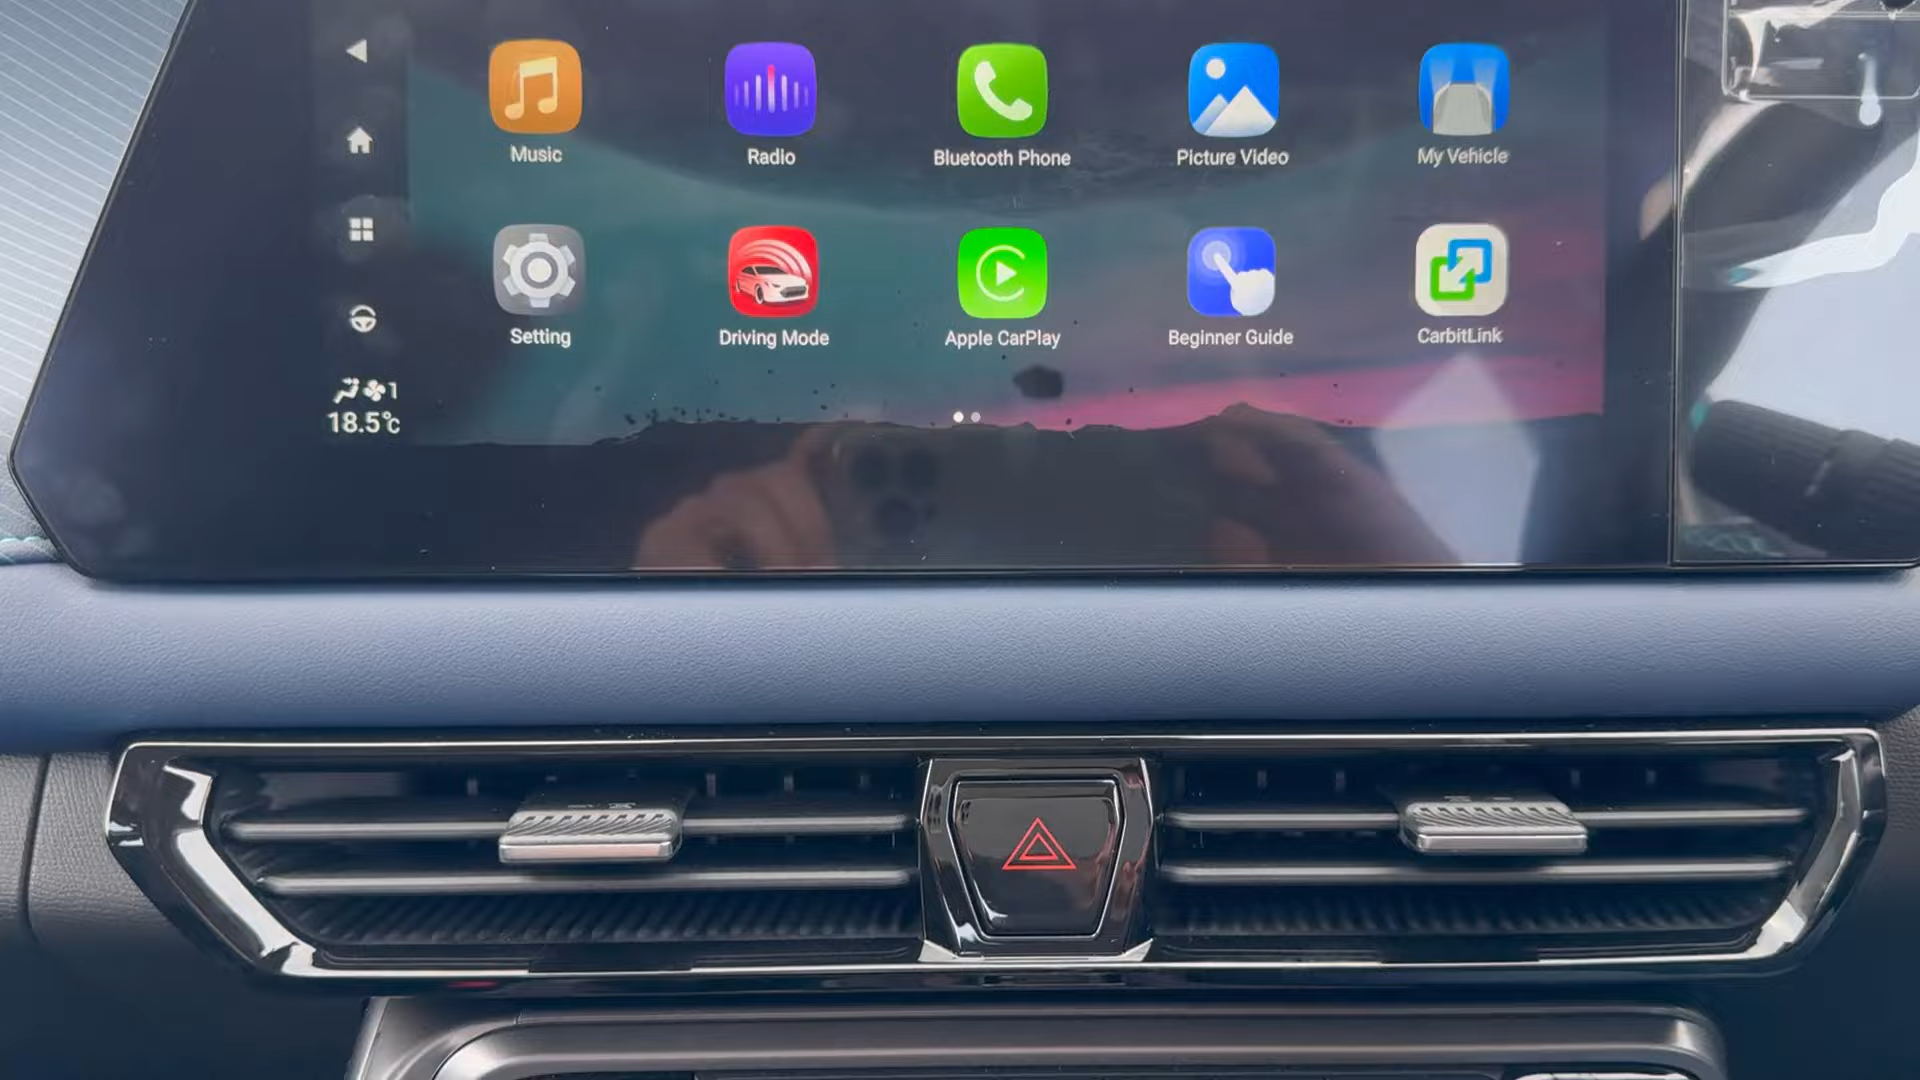 Music
Radio
Bluetooth Phone
Picture Video
My Vehicle
Setting
Driving Mode
Apple CarPlay
Beginner Guide
CarbitLink
1
18.5℃